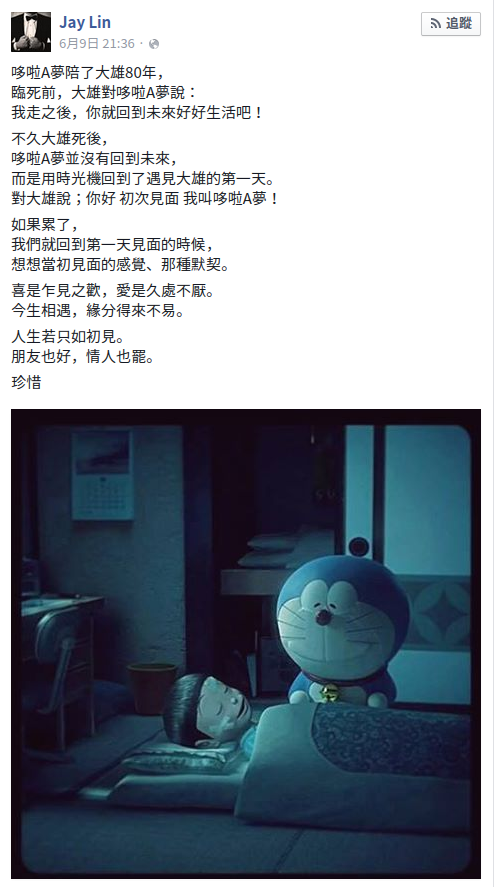 Jay Lin
追蹤
6月9日 21:36 ·
哆啦A夢陪了大雄80年，
臨死前，大雄對哆啦A夢說：
我走之後，你就回到未來好好生活吧！
不久大雄死後，
哆啦A夢並沒有回到未來，
而是用時光機回到了遇見大雄的第一天。
對大雄說；你好 初次見面 我叫哆啦A夢！
如果累了，
我們就回到第一天見面的時候，
想想當初見面的感覺、那種默契。
喜是乍見之歡，愛是久處不厭。
今生相遇，緣分得來不易。
人生若只如初見。
朋友也好，情人也罷。
珍惜